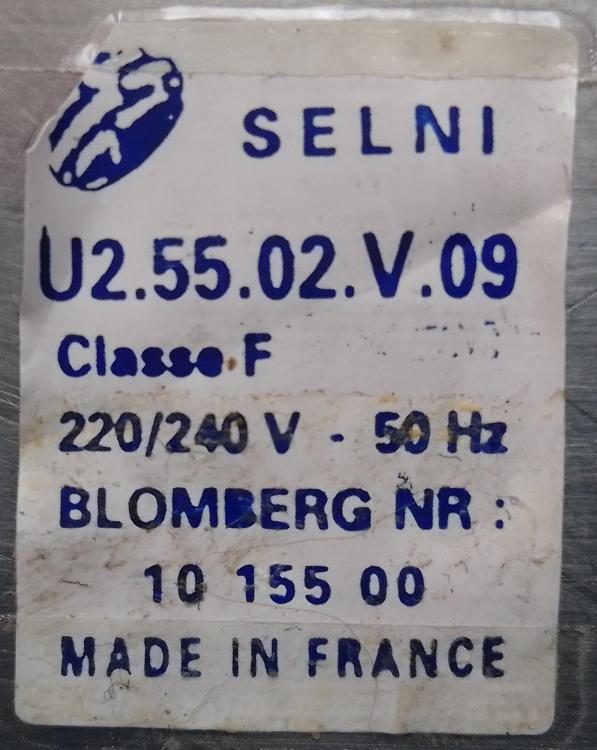 SELNI
U2.55.02.V.09
Classe F
220/240 V - 50 Hz
BLOMBERG NR :
10 155 00
MADE IN FRANCE